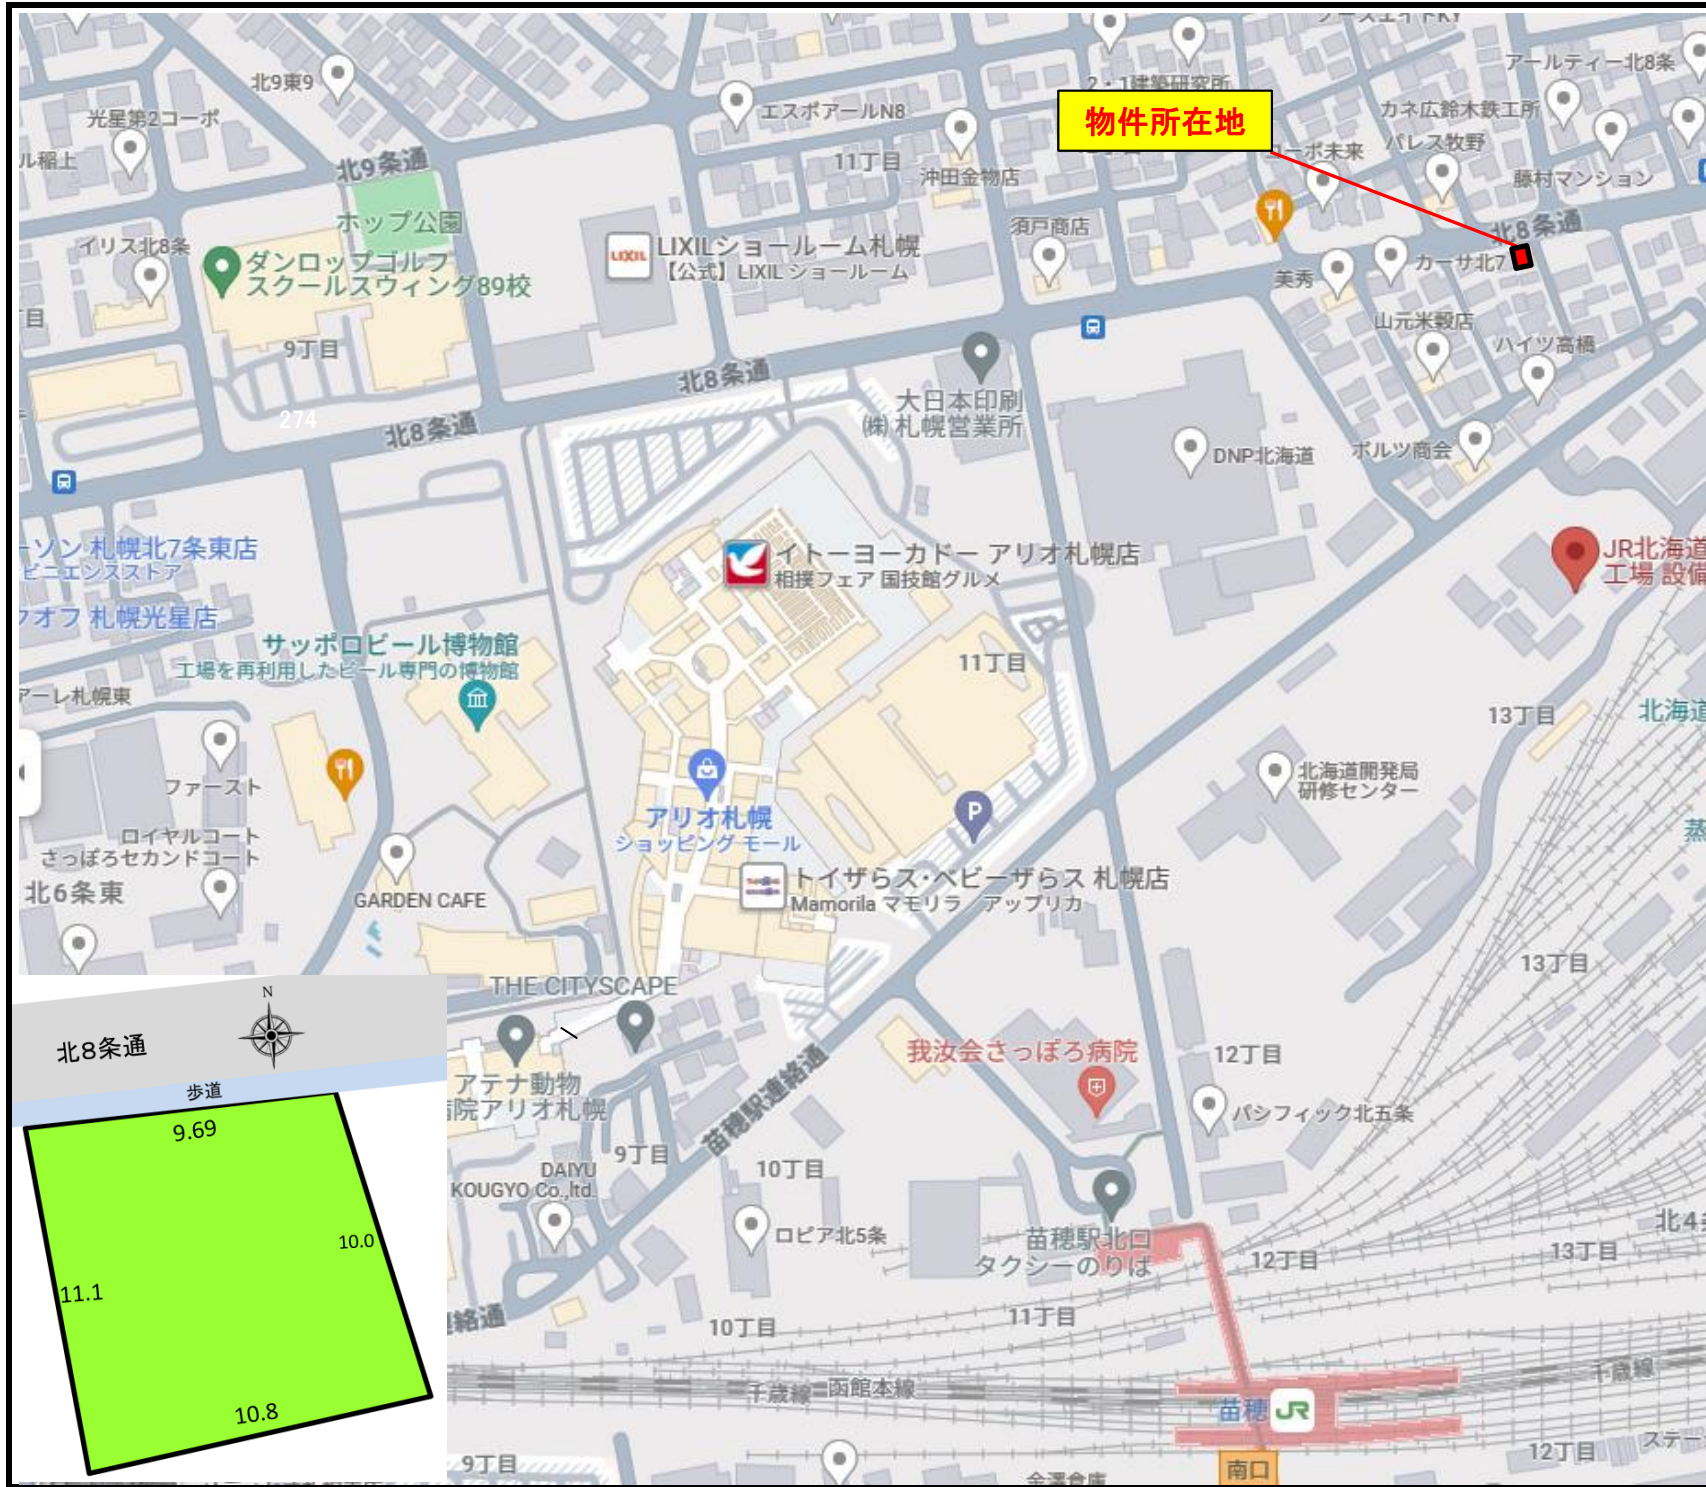 北9東9
光星第2コーポ
ル稲上
北9条通
ホップ公園
イリス北8条
ダンロップゴルフ
スクールスウィング89校
丁目
9丁目
274
北8条通
エスポアールN8
11丁目
沖田金物店
LIXIL
LIXILショールーム札幌
【公式】LIXIL ショールーム
須戸商店
2・1建築研究所
物件所在地
コーポ未来
アールティー北8条
カネ広鈴木鉄工所
パレス牧野
藤村マンション
北8条通
カーサ北7
美秀
山元米穀店
ハイツ高橋
北8条通
大日本印刷
㈱ 札幌営業所
DNP北海道
ボルツ商会
ーソン 札幌北7条東店
ビニエンスストア
フオフ 札幌光星店
イトーヨーカドー アリオ札幌店
相撲フェア 国技館グルメ
JR北海道
工場 設備
サッポロビール博物館
工場を再利用したビール専門の博物館
アーレ札幌東
11丁目
13丁目
北海道
ファースト
北海道開発局
研修センター
アリオ札幌
ショッピング モール
P
ロイヤルコート
さっぽろセカンドコート
蒸
北6条東
GARDEN CAFE
トイザらス・ベビーザらス 札幌店
Mamorila マモリラ アップリカ
13丁目
THE CITYSCAPE
N
北8条通
歩道
9.69
10.0
11.1
10.8
アテナ動物
病院アリオ札幌
苗穂駅連絡通
我汝会さっぽろ病院
12丁目
パシフィック北五条
9丁目
DAIYU
KOUGYO Co.,ltd.
10丁目
ロピア北5条
苗穂駅北口
タクシーのりば
北4条
12丁目
13丁目
絡通
10丁目
11丁目
千歳線
函館本線
千歳線
苗穂
JR
9丁目
金澤倉庫
南口
12丁目
ステー